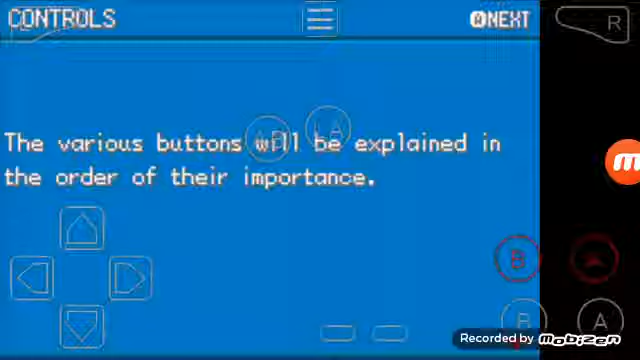 CONTROLS
NEXT
R
The various buttons will be explained in
the order of their importance.
B
A
B
A
Recorded by MOBIZEN